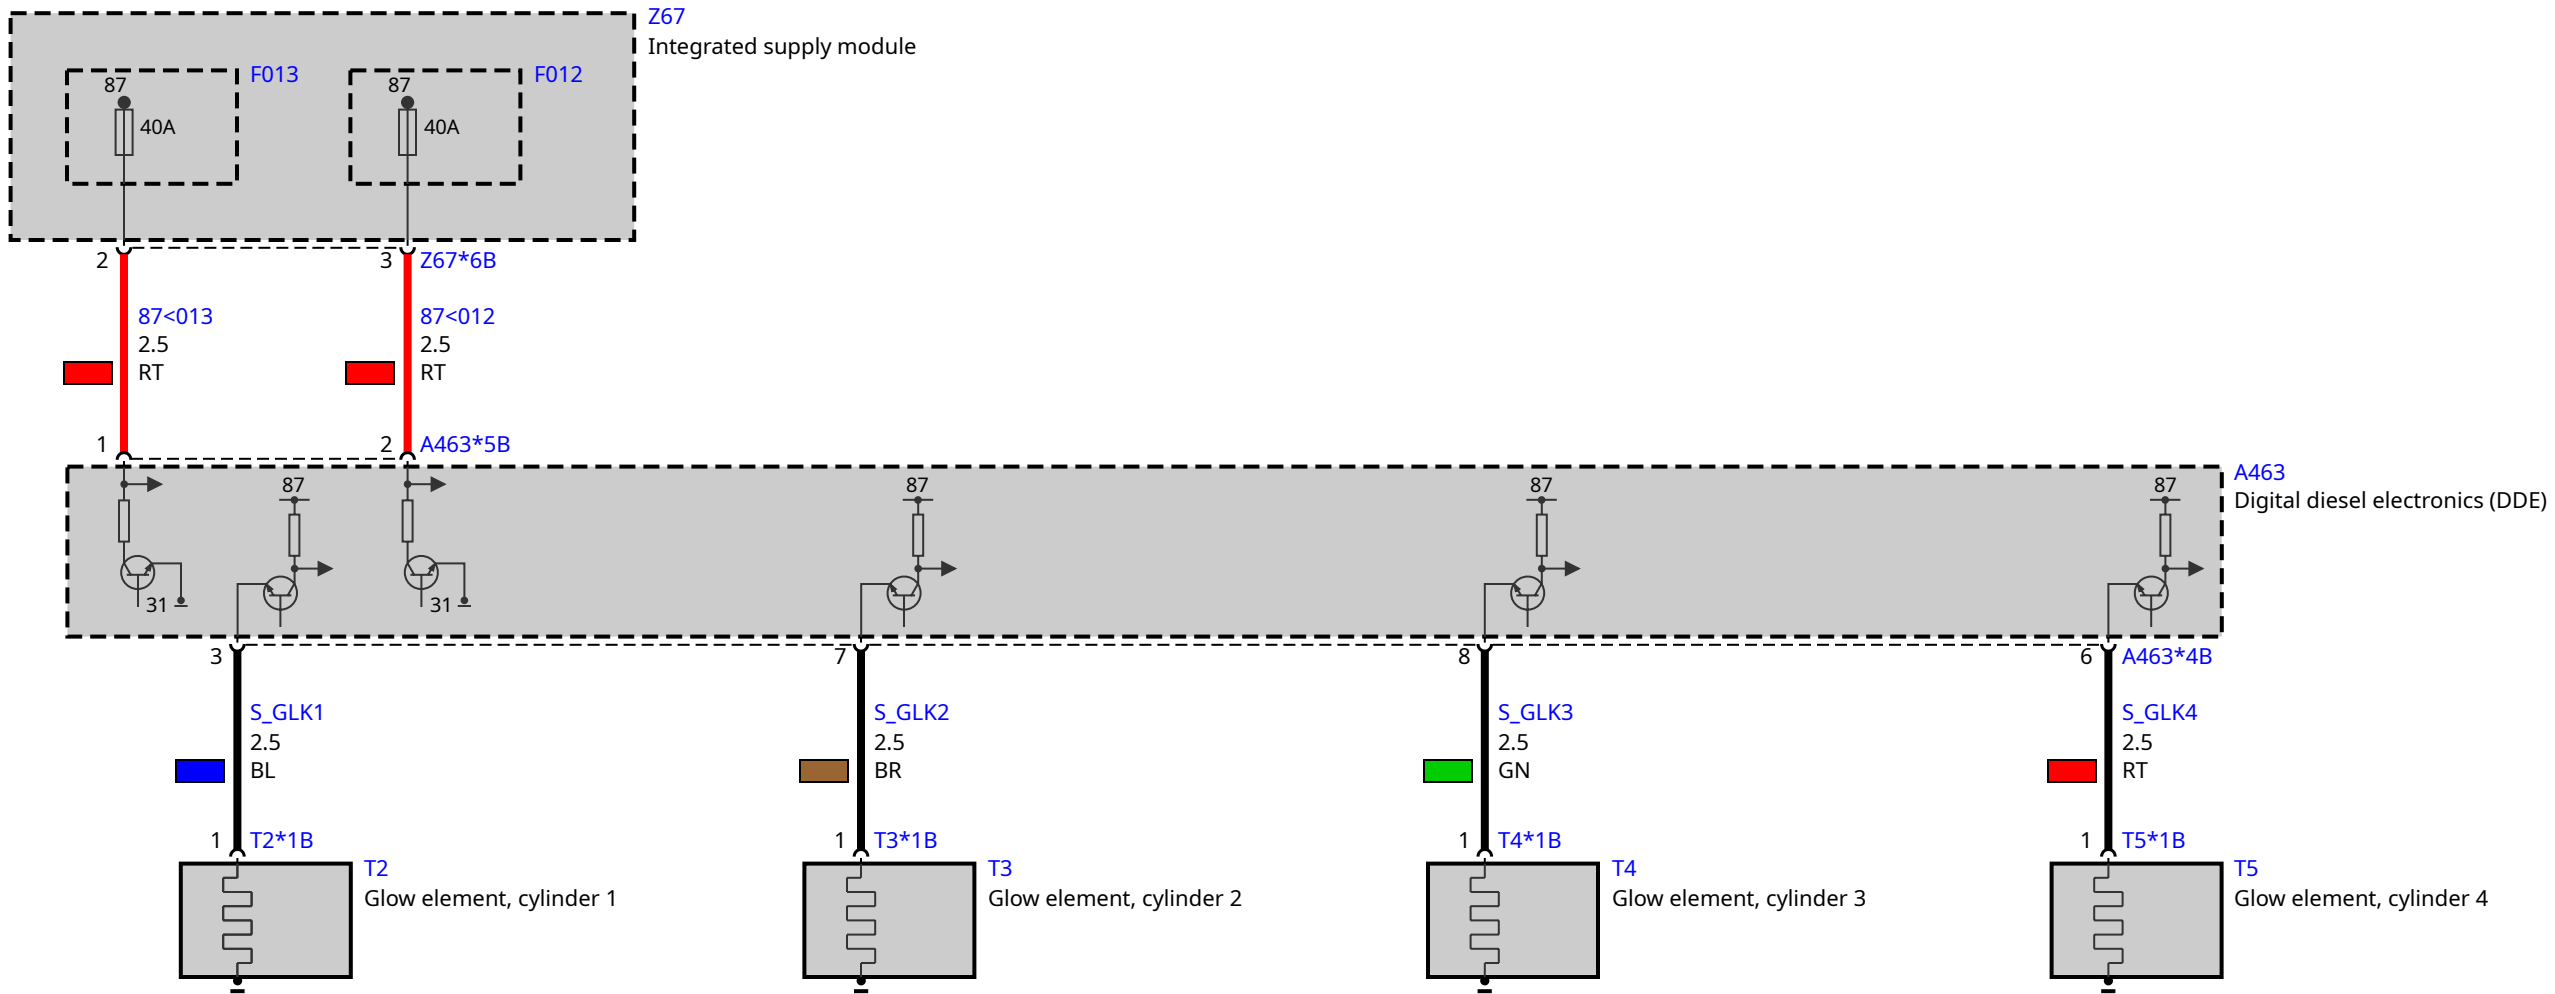 Z67
Integrated supply module
87
F013
87
F012
40A
40A
2
3
Z67*6B
87<013
2.5
RT
87<012
2.5
RT
1
2
A463*5B
A463
Digital diesel electronics (DDE)
87
87
87
87
31
31
3
7
8
6
A463*4B
S_GLK1
2.5
BL
S_GLK2
2.5
BR
S_GLK3
2.5
GN
S_GLK4
2.5
RT
1
T2*1B
1
T3*1B
1
T4*1B
1
T5*1B
T2
Glow element, cylinder 1
T3
Glow element, cylinder 2
T4
Glow element, cylinder 3
T5
Glow element, cylinder 4